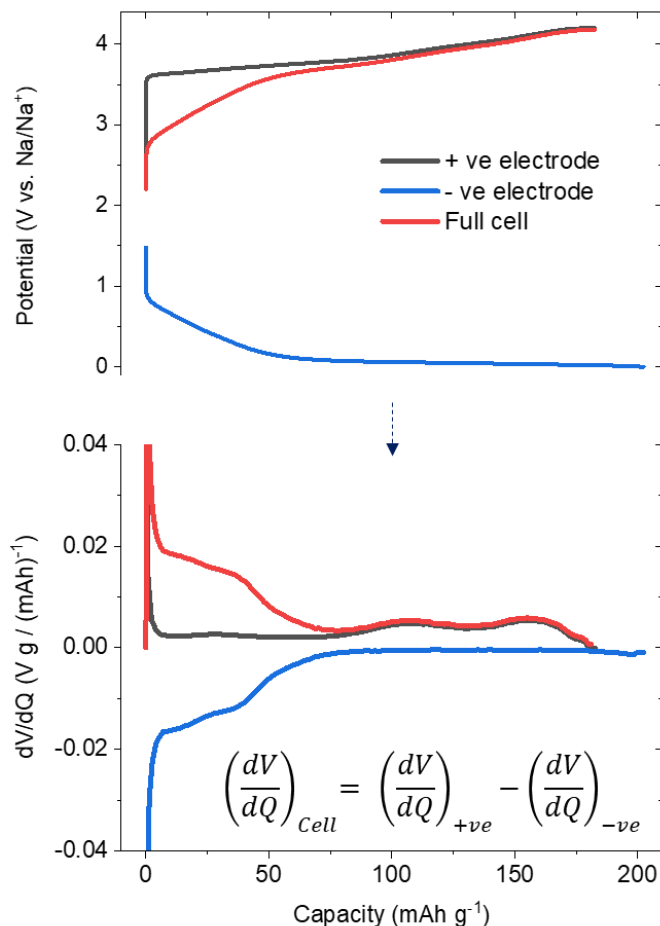 Potential (V vs. Na/Na⁺)
4
3
2
1
0
+ ve electrode
- ve electrode
Full cell
dV/dQ (V g / (mAh)⁻¹)
0.04
0.02
0.00
-0.02
-0.04
(dV/dQ)_Cell = (dV/dQ)_+ve − (dV/dQ)_−ve
0 50 100 150 200
Capacity (mAh g⁻¹)